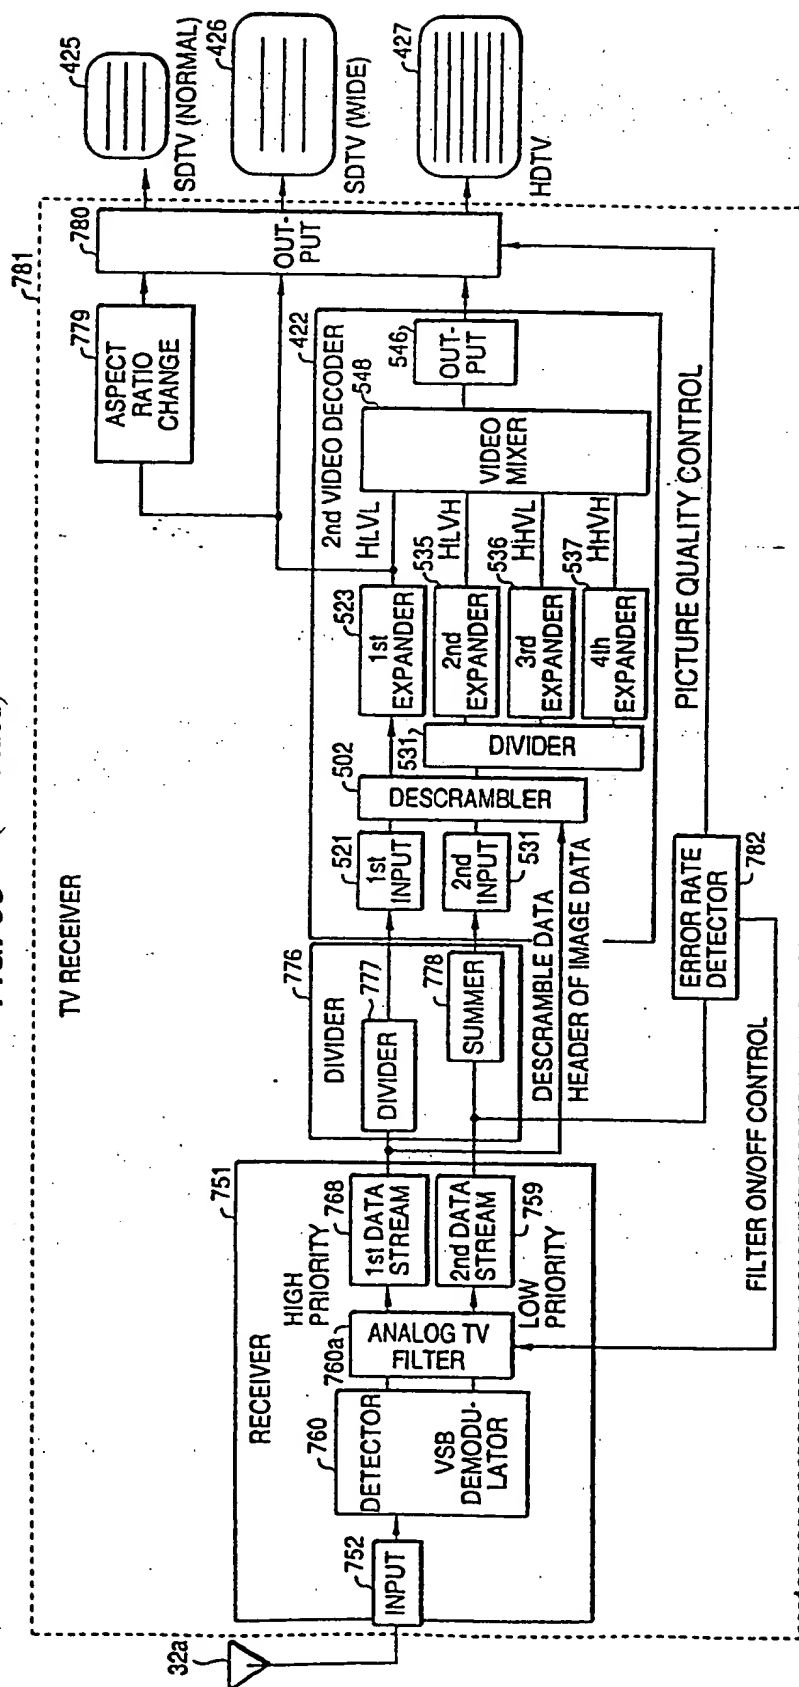 TV RECEIVER
781
32a
751
RECEIVER
752
INPUT
760
DETECTOR
VSB
DEMODU-
LATOR
760a
ANALOG TV
FILTER
HIGH
PRIORITY
768
1st DATA
STREAM
2nd DATA
STREAM
759
LOW
PRIORITY
776
DIVIDER
777
DIVIDER
778
SUMMER
DESCRAMBLE DATA
HEADER OF IMAGE DATA
422
2nd VIDEO DECODER
521
1st
INPUT
2nd
INPUT
531
502
DESCRAMBLER
531
DIVIDER
523
1st
EXPANDER
HLVL
535
2nd
EXPANDER
HLVH
536
3rd
EXPANDER
HHVL
537
4th
EXPANDER
HHVH
548
VIDEO
MIXER
546
OUT-
PUT
779
ASPECT
RATIO
CHANGE
780
OUT-
PUT
425
SDTV (NORMAL)
426
SDTV (WIDE)
427
HDTV
ERROR RATE
DETECTOR
782
PICTURE QUALITY CONTROL
FILTER ON/OFF CONTROL